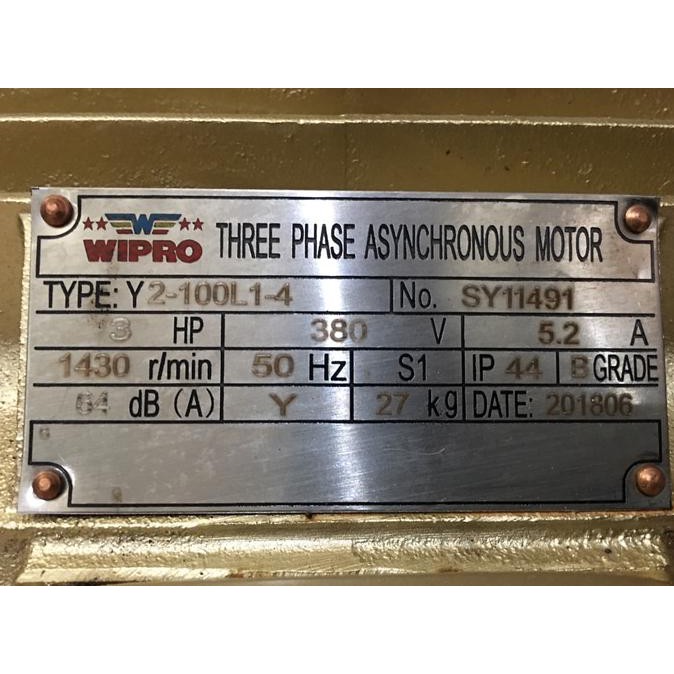 WIPRO THREE PHASE ASYNCHRONOUS MOTOR
TYPE: Y2-100L1-4 No. SY11491
3 HP 380 V 5.2 A
1430 r/min 50 Hz S1 IP 44 B GRADE
64 dB (A) Y 27 kg DATE: 201806